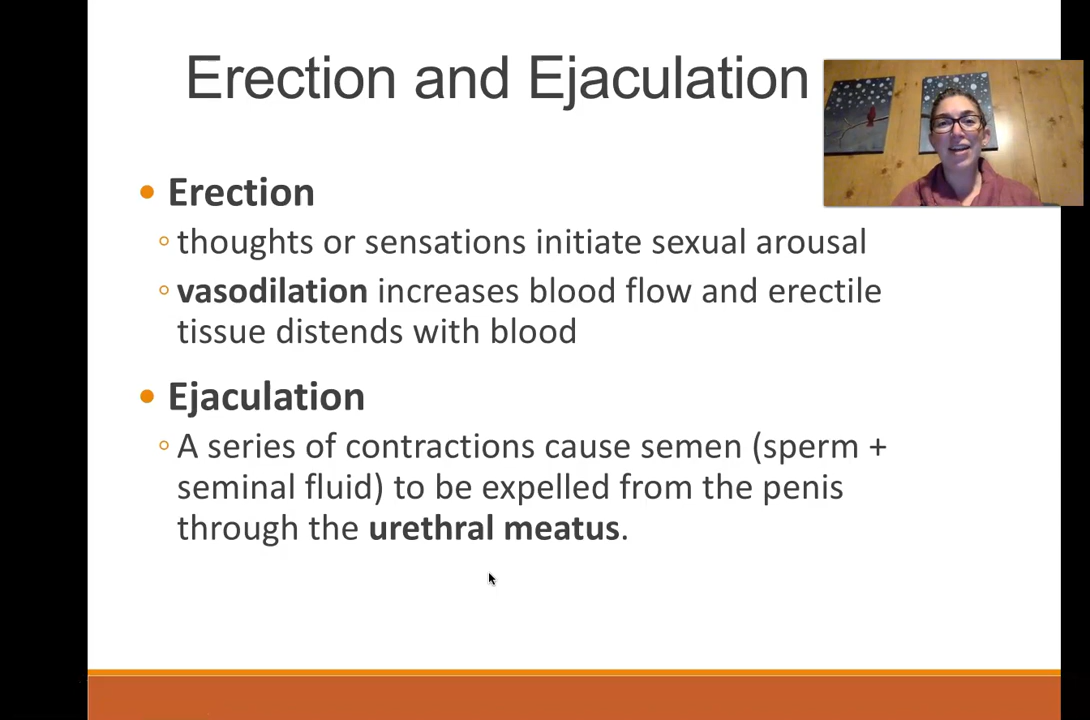 Erection and Ejaculation
• Erection
◦ thoughts or sensations initiate sexual arousal
◦ vasodilation increases blood flow and erectile
tissue distends with blood
• Ejaculation
◦ A series of contractions cause semen (sperm +
seminal fluid) to be expelled from the penis
through the urethral meatus.